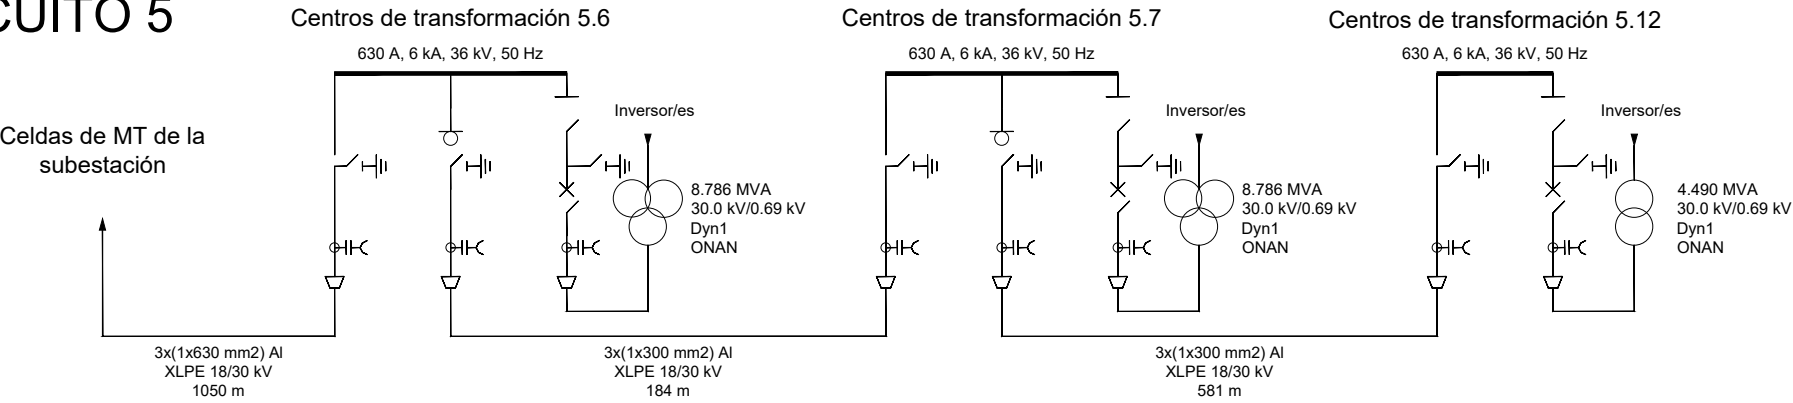 CUITO 5
Centros de transformación 5.6
Centros de transformación 5.7
Centros de transformación 5.12
630 A, 6 kA, 36 kV, 50 Hz
630 A, 6 kA, 36 kV, 50 Hz
630 A, 6 kA, 36 kV, 50 Hz
Celdas de MT de la
subestación
Inversor/es
8.786 MVA
30.0 kV/0.69 kV
Dyn1
ONAN
Inversor/es
8.786 MVA
30.0 kV/0.69 kV
Dyn1
ONAN
Inversor/es
4.490 MVA
30.0 kV/0.69 kV
Dyn1
ONAN
3x(1x630 mm2) Al
XLPE 18/30 kV
1050 m
3x(1x300 mm2) Al
XLPE 18/30 kV
184 m
3x(1x300 mm2) Al
XLPE 18/30 kV
581 m